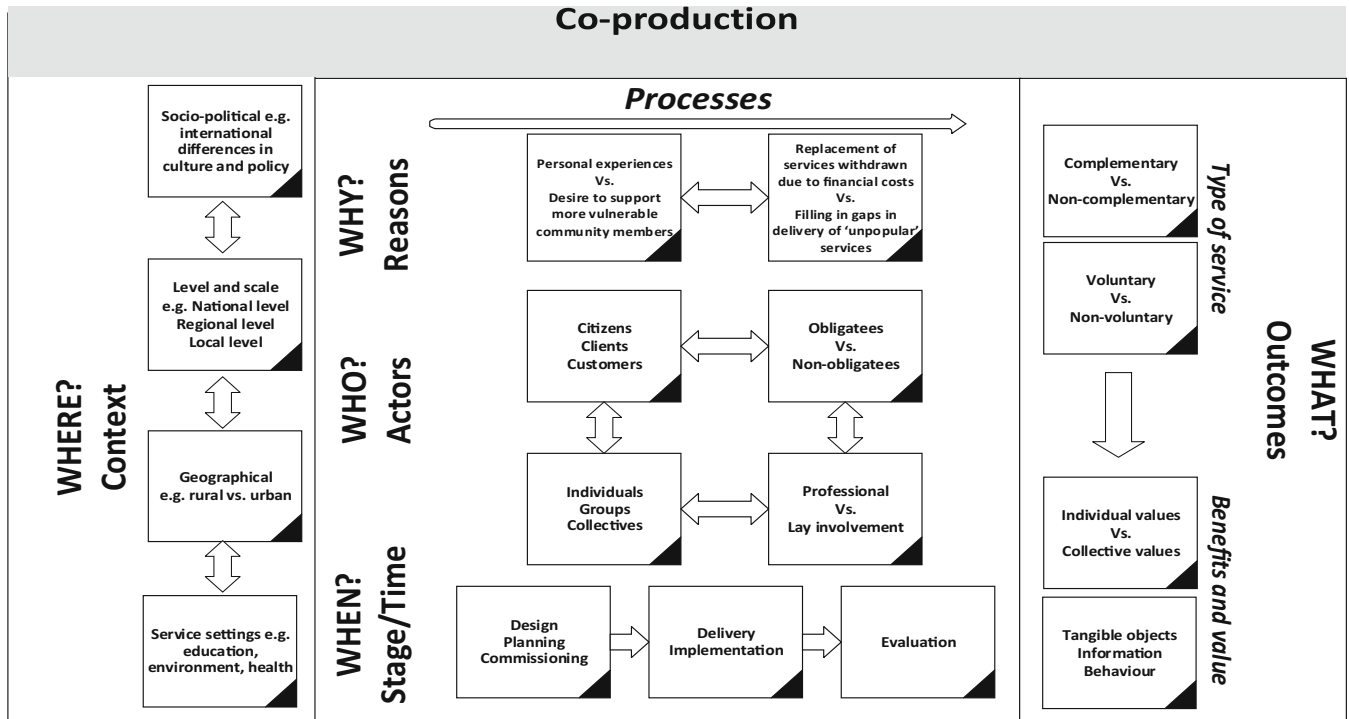 Co-production
WHERE?
Context
Socio-political e.g.
international
differences in
culture and policy
Level and scale
e.g. National level
Regional level
Local level
Geographical
e.g. rural vs. urban
Service settings e.g.
education,
environment, health
Processes
WHY?
Reasons
Personal experiences
Vs.
Desire to support
more vulnerable
community members
Replacement of
services withdrawn
due to financial costs
Vs.
Filling in gaps in
delivery of ‘unpopular’
services
WHO?
Actors
Citizens
Clients
Customers
Obligatees
Vs.
Non-obligatees
Individuals
Groups
Collectives
Professional
Vs.
Lay involvement
WHEN?
Stage/Time
Design
Planning
Commissioning
Delivery
Implementation
Evaluation
WHAT?
Outcomes
Type of service
Complementary
Vs.
Non-complementary
Voluntary
Vs.
Non-voluntary
Benefits and value
Individual values
Vs.
Collective values
Tangible objects
Information
Behaviour